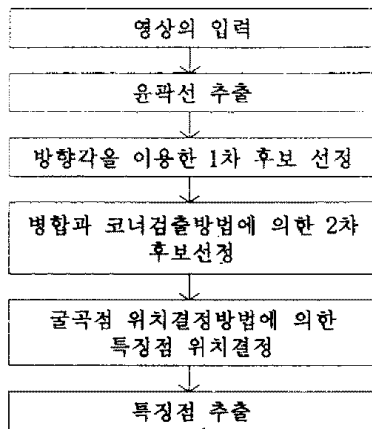 영상의 입력
윤곽선 추출
방향각을 이용한 1차 후보 선정
병합과 코너검출방법에 의한 2차
후보선정
굴곡점 위치결정방법에 의한
특징점 위치결정
특징점 추출